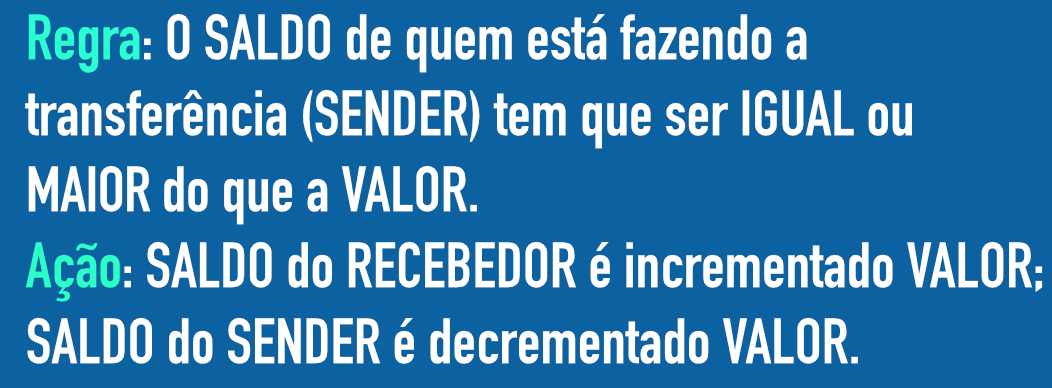 Regra: O SALDO de quem está fazendo a
transferência (SENDER) tem que ser IGUAL ou
MAIOR do que a VALOR.
Ação: SALDO do RECEBEDOR é incrementado VALOR;
SALDO do SENDER é decrementado VALOR.